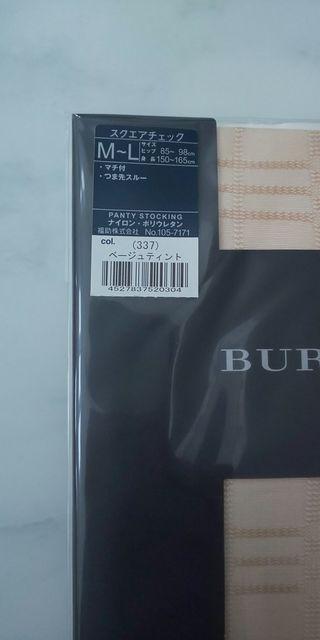 スクエアチェック
M~L サイズ
ヒップ 85~ 98cm
身 長 150~165cm
・マチ付
・つま先スルー
PANTY STOCKING
ナイロン・ポリウレタン
福助株式会社 No.105-7171
col. (337)
ベージュティント
4527837520304
BUR